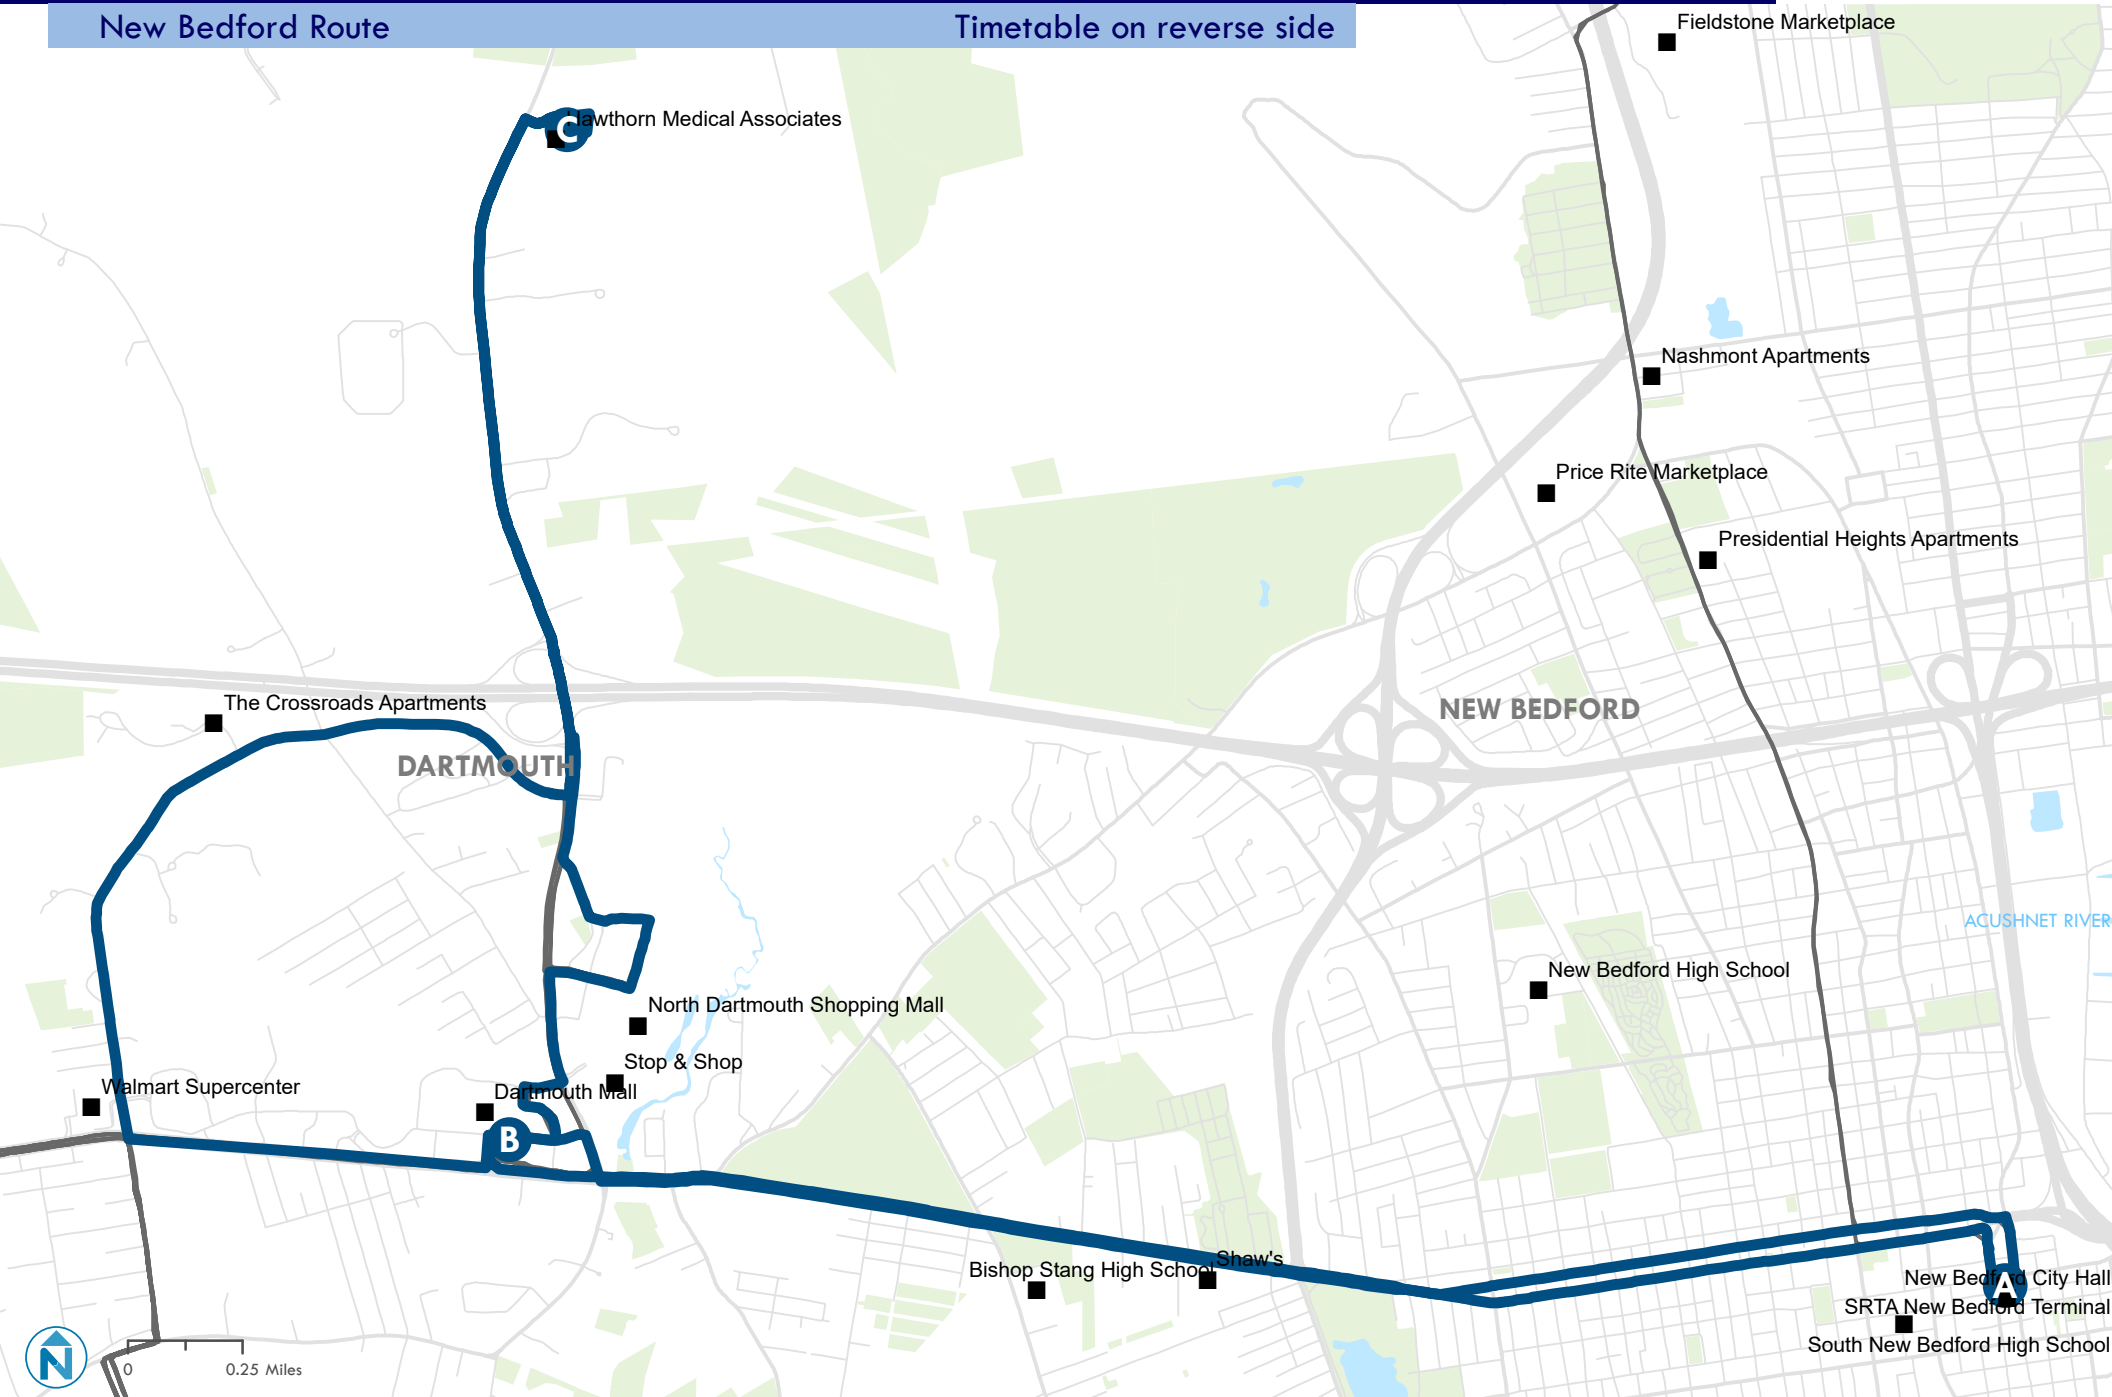 New Bedford Route
Timetable on reverse side
Fieldstone Marketplace
Hawthorn Medical Associates
C
Nashmont Apartments
Price Rite Marketplace
Presidential Heights Apartments
The Crossroads Apartments
NEW BEDFORD
DARTMOUTH
ACUSHNET RIVER
New Bedford High School
North Dartmouth Shopping Mall
Stop & Shop
Walmart Supercenter
Dartmouth Mall
B
Shaw's
Bishop Stang High School
New Bedford City Hall
A
SRTA New Bedford Terminal
South New Bedford High School
N
0 0.25 Miles